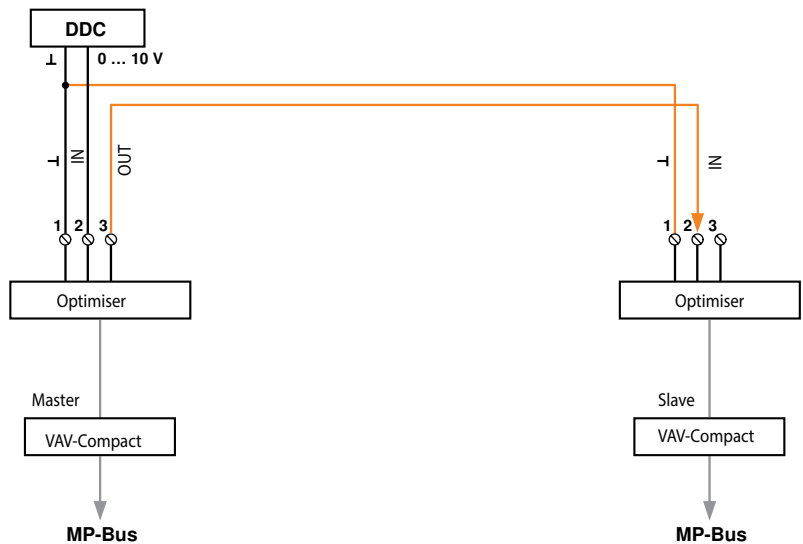 DDC
⊥ 0 ... 10 V
⊥ IN OUT
⊥ IN
1 2 3
1 2 3
Optimiser
Optimiser
Master
Slave
VAV-Compact
VAV-Compact
MP-Bus
MP-Bus